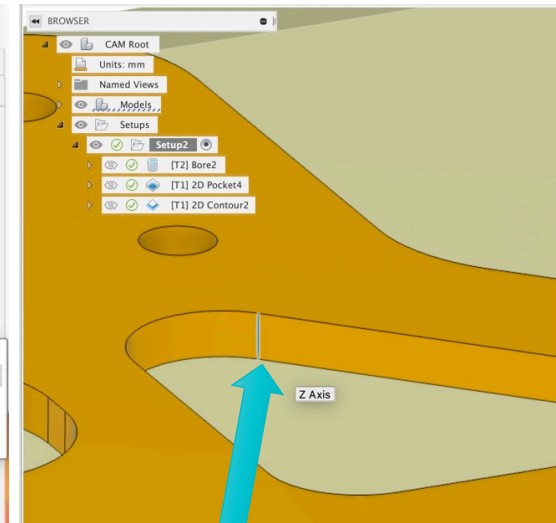 BROWSER
CAM Root
Units: mm
Named Views
Models
Setups
Setup2
[T2] Bore2
[T1] 2D Pocket4
[T1] 2D Contour2
Z Axis